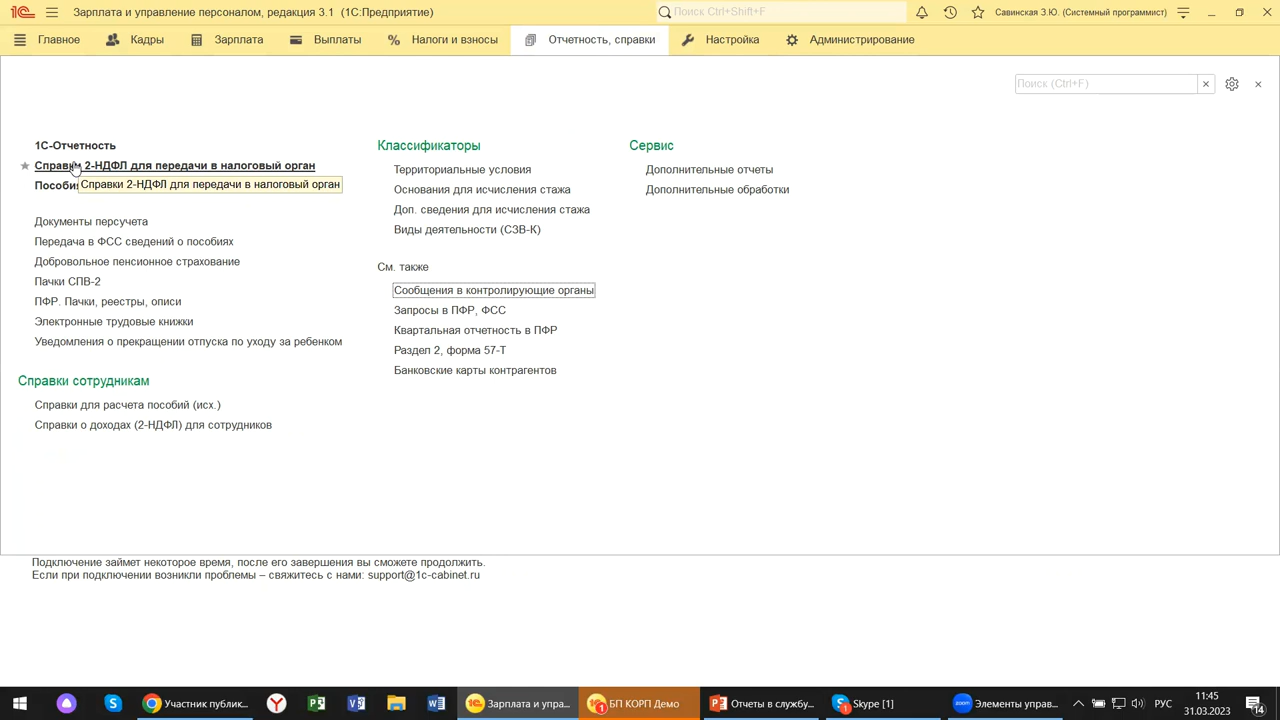 Зарплата и управление персоналом, редакция 3.1 (1С:Предприятие)
Поиск Ctrl+Shift+F
Савинская З.Ю. (Системный программист)
Главное
Кадры
Зарплата
Выплаты
Налоги и взносы
Отчетность, справки
Настройка
Администрирование
Поиск (Ctrl+F)
1С-Отчетность
Справки 2-НДФЛ для передачи в налоговый орган
Справки 2-НДФЛ для передачи в налоговый орган
Документы персучета
Передача в ФСС сведений о пособиях
Добровольное пенсионное страхование
Пачки СПВ-2
ПФР. Пачки, реестры, описи
Электронные трудовые книжки
Уведомления о прекращении отпуска по уходу за ребенком
Справки сотрудникам
Справки для расчета пособий (исх.)
Справки о доходах (2-НДФЛ) для сотрудников
Классификаторы
Территориальные условия
Основания для исчисления стажа
Доп. сведения для исчисления стажа
Виды деятельности (СЗВ-К)
См. также
Сообщения в контролирующие органы
Запросы в ПФР, ФСС
Квартальная отчетность в ПФР
Раздел 2, форма 57-Т
Банковские карты контрагентов
Сервис
Дополнительные отчеты
Дополнительные обработки
Подключение займет некоторое время, после его завершения вы сможете продолжить.
Если при подключении возникли проблемы – свяжитесь с нами: support@1c-cabinet.ru
Участник публик...
Зарплата и упра...
БП КОРП Демо
Отчеты в службу...
Skype [1]
Элементы управ...
РУС
11:45
31.03.2023
14